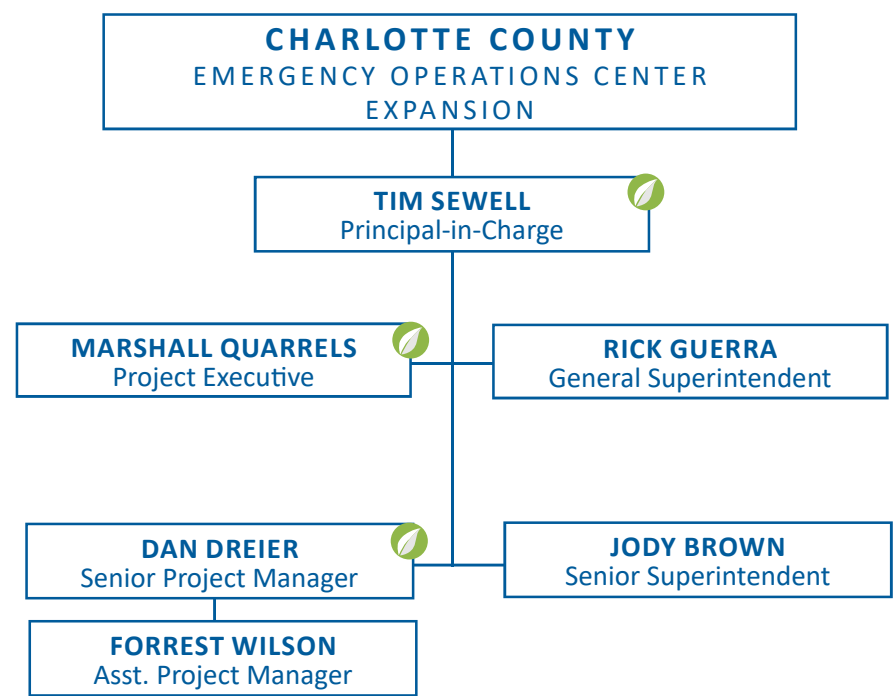 CHARLOTTE COUNTY
EMERGENCY OPERATIONS CENTER
EXPANSION
TIM SEWELL
Principal-in-Charge
MARSHALL QUARRELS
Project Executive
RICK GUERRA
General Superintendent
DAN DREIER
Senior Project Manager
JODY BROWN
Senior Superintendent
FORREST WILSON
Asst. Project Manager